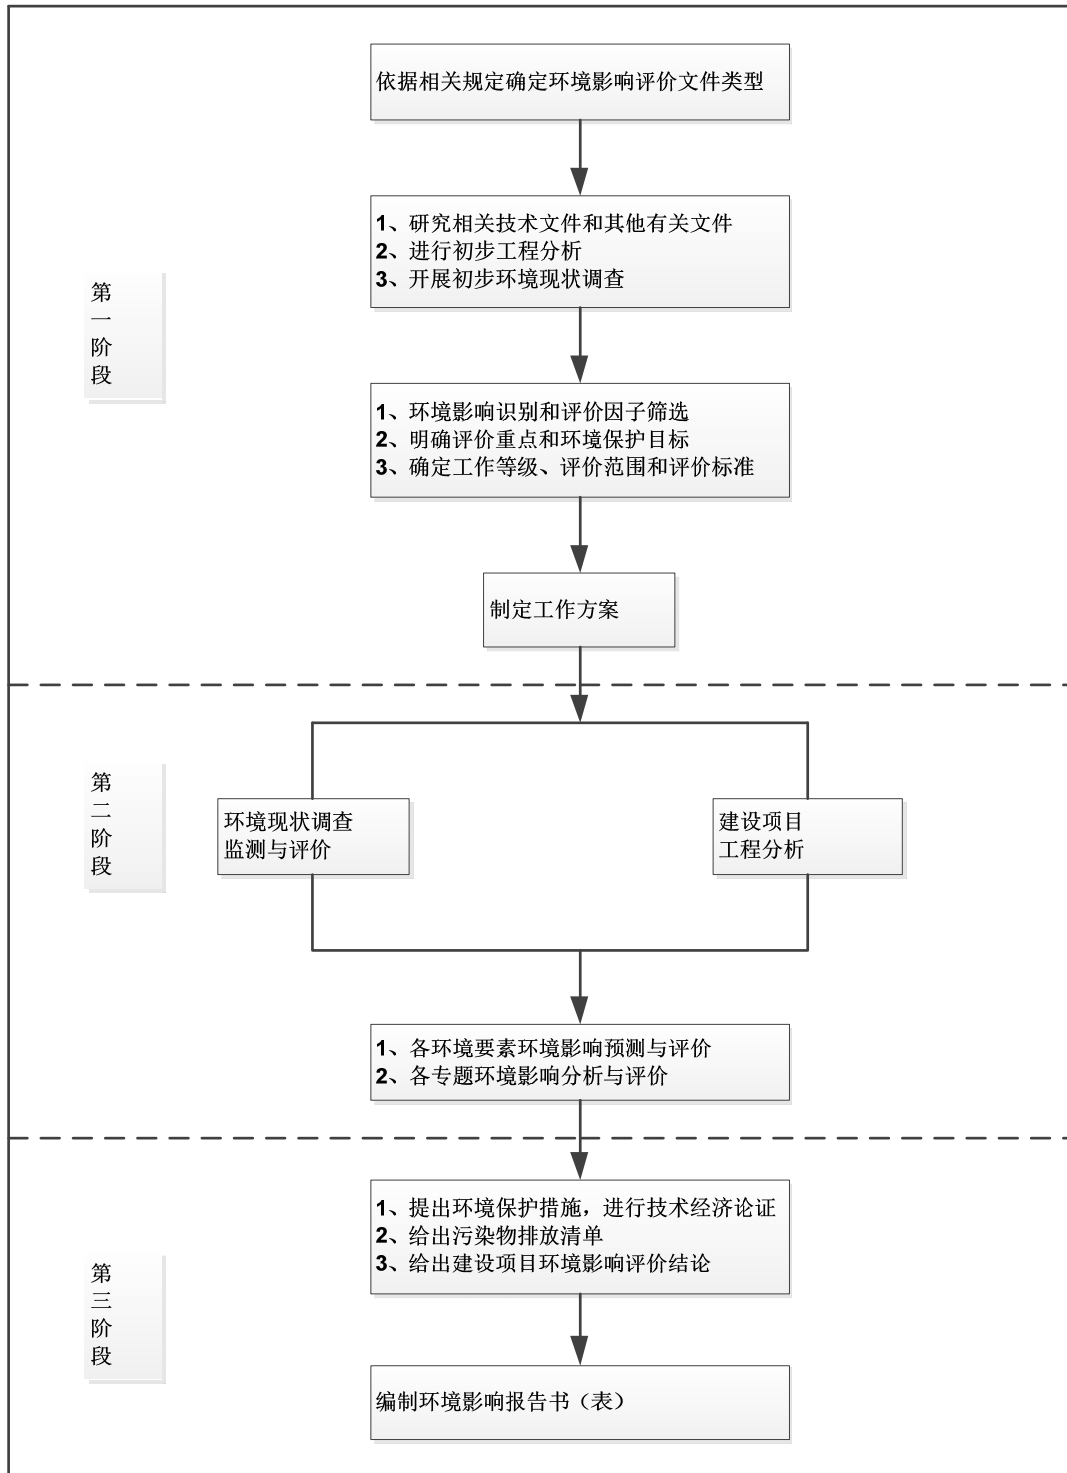 依据相关规定确定环境影响评价文件类型
1、研究相关技术文件和其他有关文件
2、进行初步工程分析
3、开展初步环境现状调查
第
一
阶
段
1、环境影响识别和评价因子筛选
2、明确评价重点和环境保护目标
3、确定工作等级、评价范围和评价标准
制定工作方案
第
二
阶
段
环境现状调查
监测与评价
建设项目
工程分析
1、各环境要素环境影响预测与评价
2、各专题环境影响分析与评价
1、提出环境保护措施，进行技术经济论证
2、给出污染物排放清单
3、给出建设项目环境影响评价结论
第
三
阶
段
编制环境影响报告书（表）